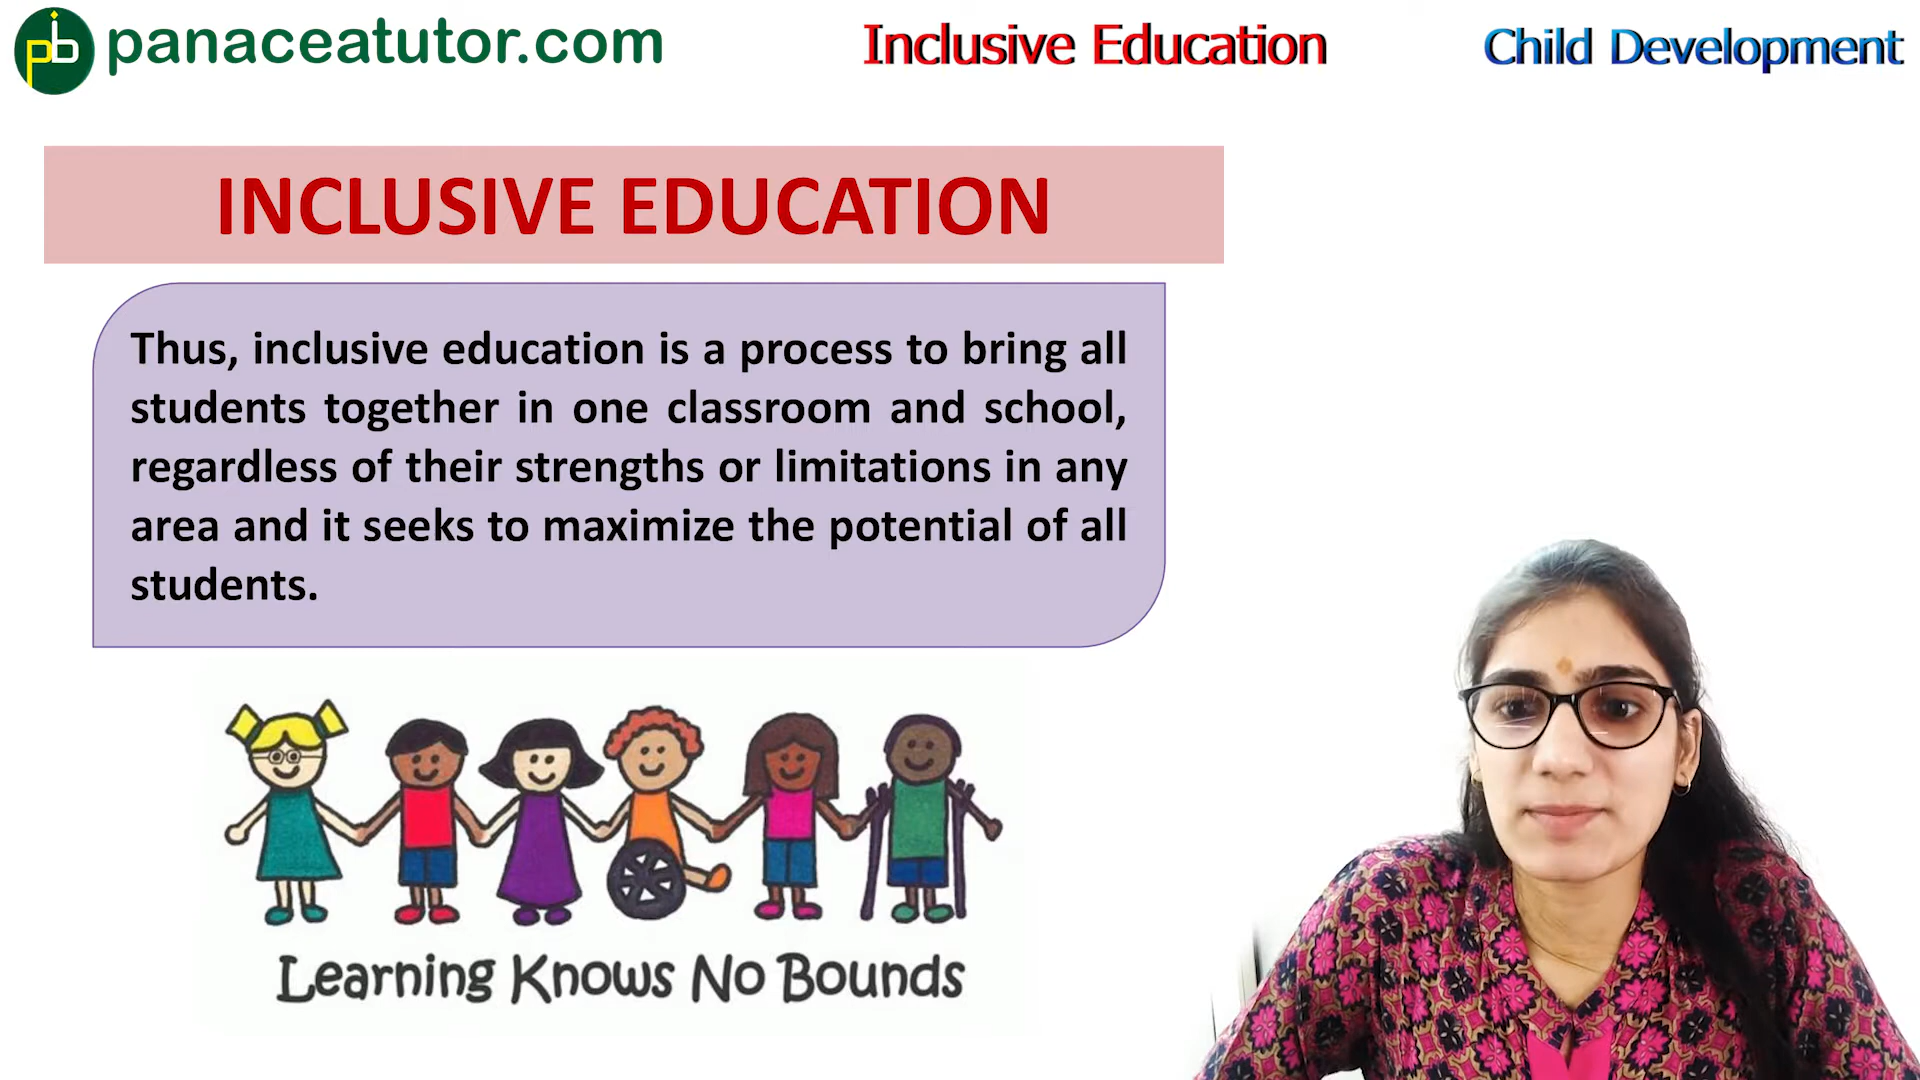 pb panaceatutor.com
Inclusive Education
Child Development
INCLUSIVE EDUCATION
Thus, inclusive education is a process to bring all
students together in one classroom and school,
regardless of their strengths or limitations in any
area and it seeks to maximize the potential of all
students.
Learning Knows No Bounds